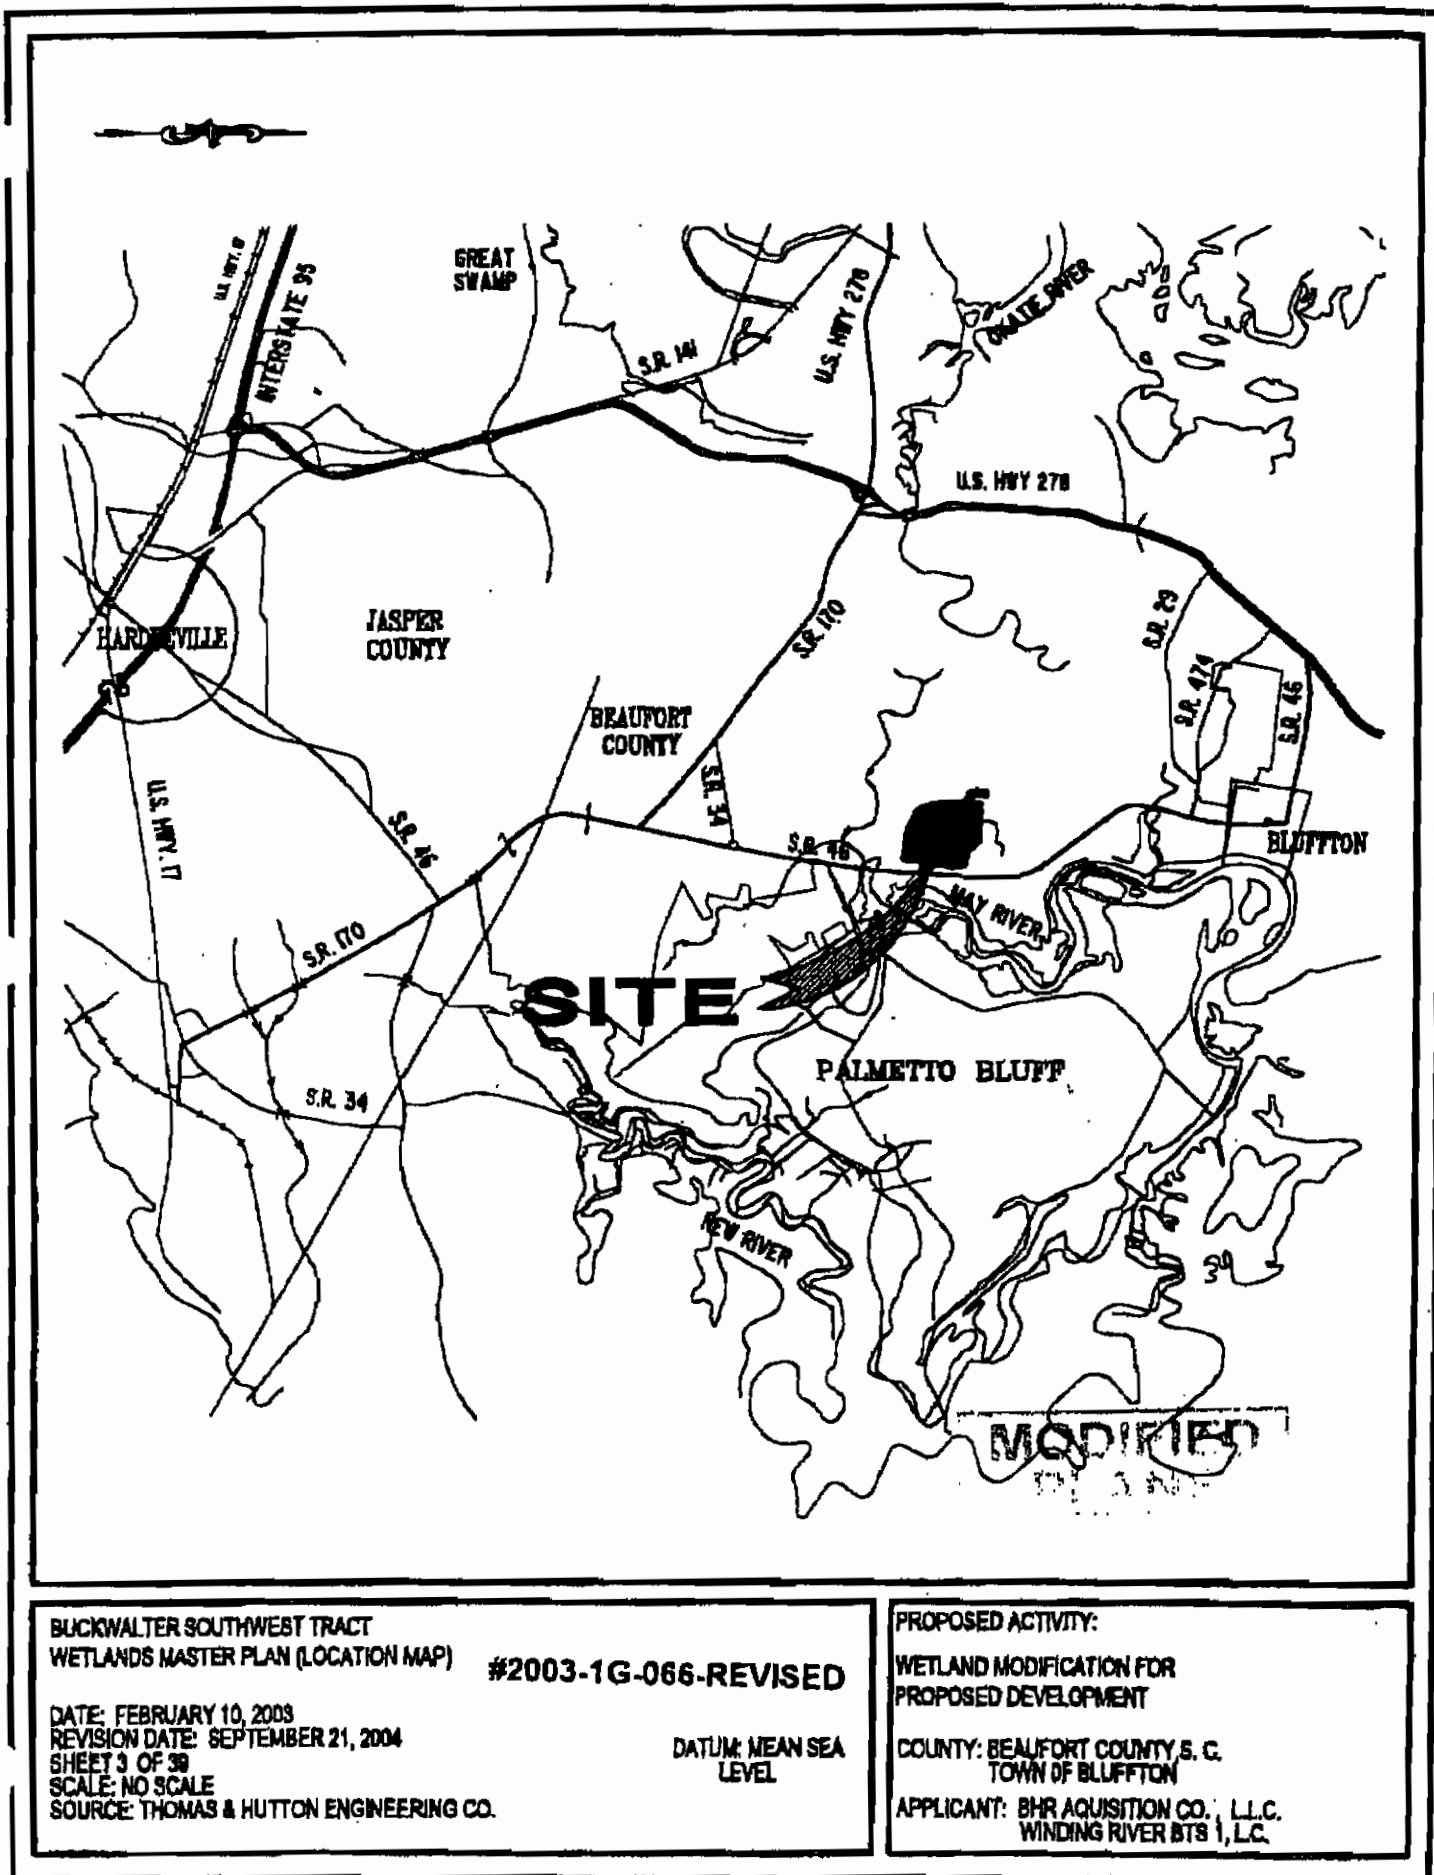 GREAT
SWAMP
INTERSTATE 95
S.R. 141
U.S. HWY 278
OKATIE RIVER
U.S. HWY 278
HARDEEVILLE
JASPER
COUNTY
S.R. 170
S.R. 29
S.R. 474
S.R. 46
BEAUFORT
COUNTY
S.R. 34
U.S. HWY. 17
S.R. 46
S.R. 46
BLUFFTON
MAY RIVER
S.R. 170
SITE
PALMETTO BLUFF
S.R. 34
NEW RIVER
MODIFIED
BUCKWALTER SOUTHWEST TRACT
WETLANDS MASTER PLAN (LOCATION MAP)
#2003-1G-066-REVISED
DATE: FEBRUARY 10, 2003
REVISION DATE: SEPTEMBER 21, 2004
SHEET 3 OF 39
SCALE: NO SCALE
SOURCE: THOMAS & HUTTON ENGINEERING CO.
DATUM: MEAN SEA
LEVEL
PROPOSED ACTIVITY:
WETLAND MODIFICATION FOR
PROPOSED DEVELOPMENT
COUNTY: BEAUFORT COUNTY, S. C.
TOWN OF BLUFFTON
APPLICANT: BHR AQUISITION CO., L.L.C.
WINDING RIVER BTS 1, L.C.